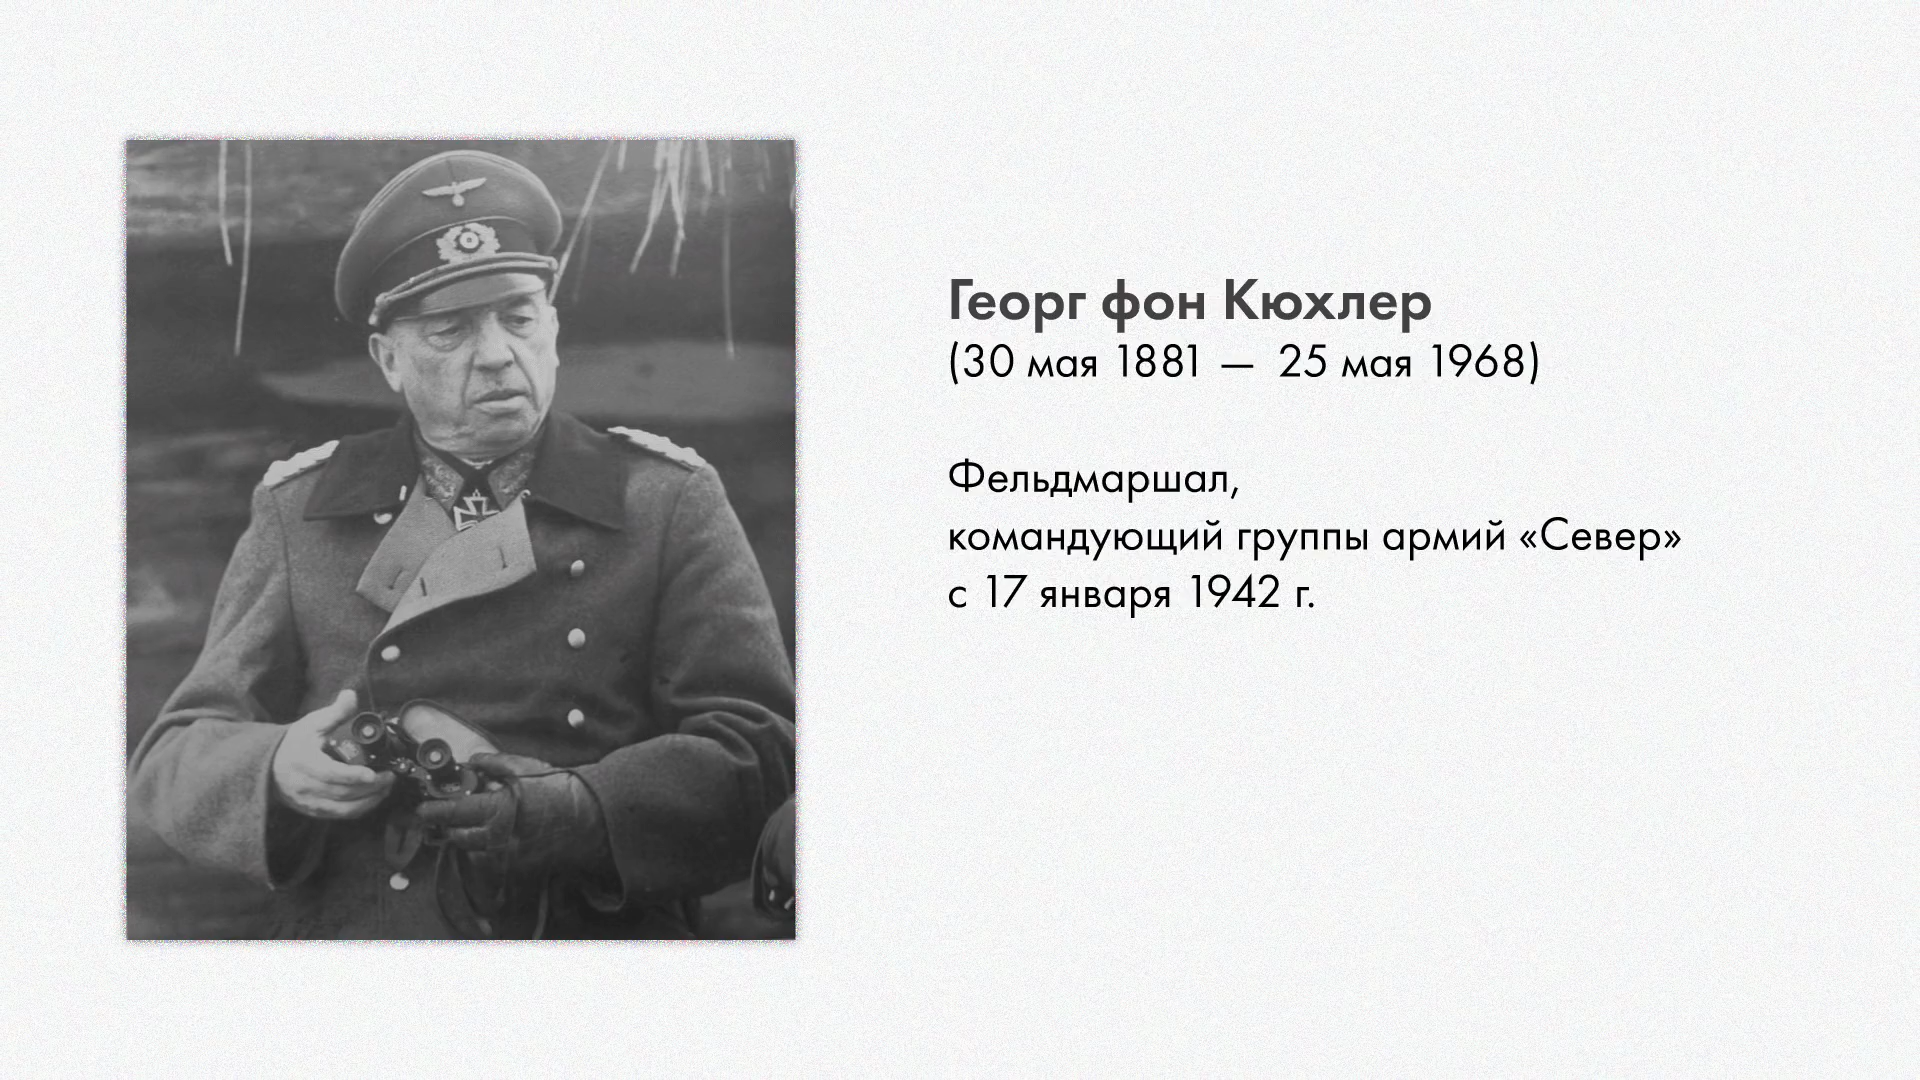 Георг фон Кюхлер
(30 мая 1881 — 25 мая 1968)
Фельдмаршал,
командующий группы армий «Север»
с 17 января 1942 г.